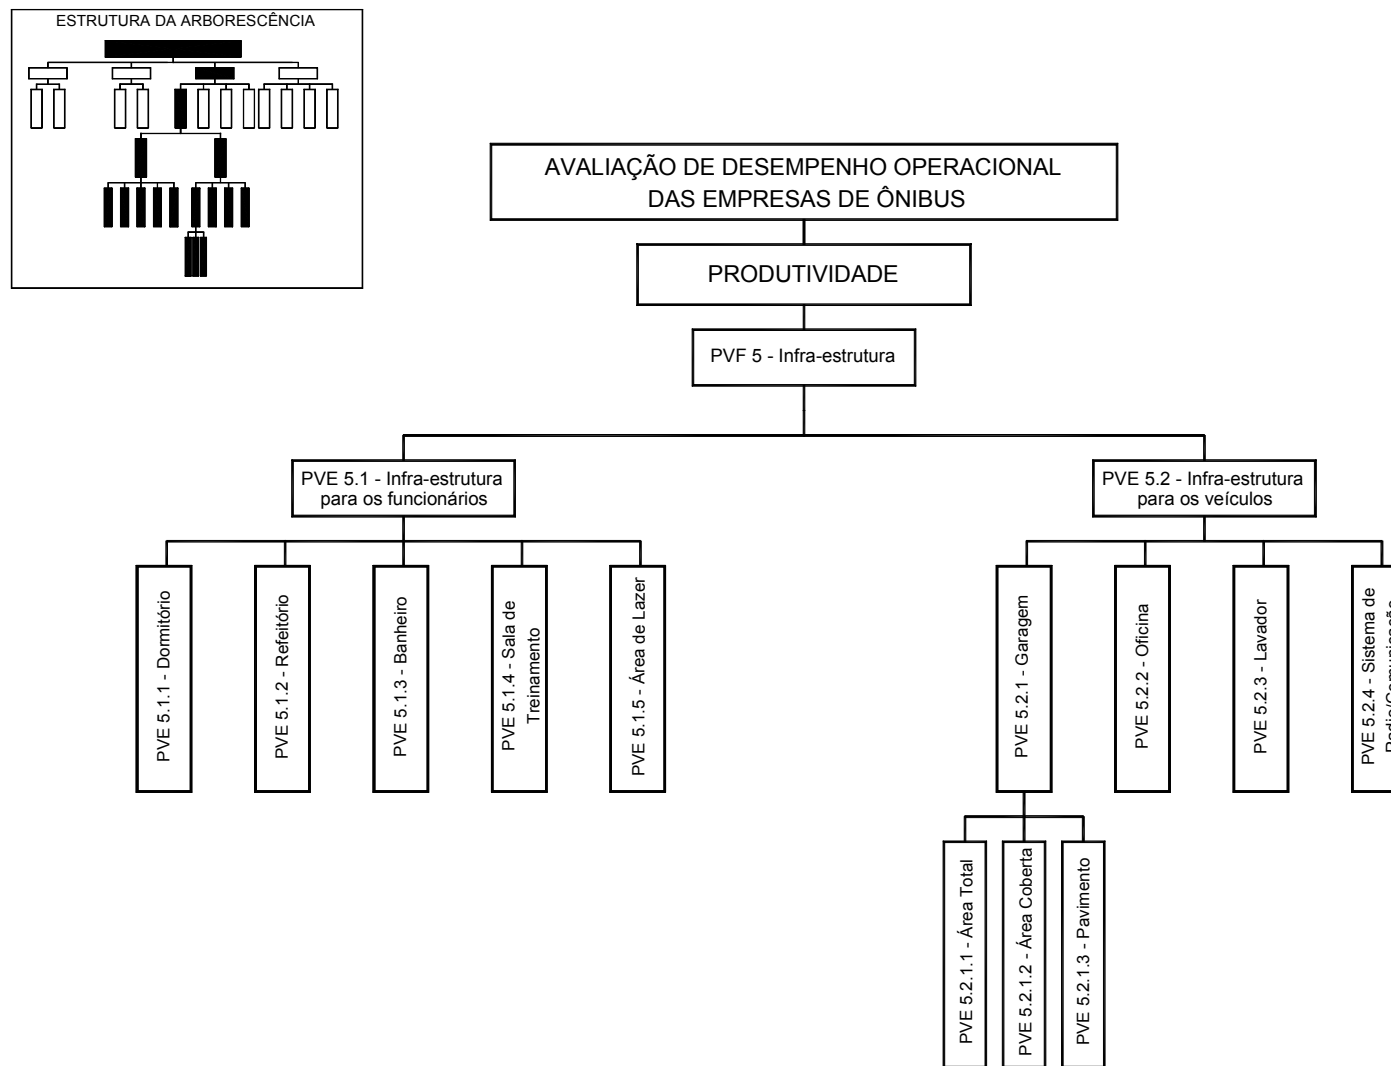 ESTRUTURA DA ARBORESCÊNCIA
AVALIAÇÃO DE DESEMPENHO OPERACIONAL
DAS EMPRESAS DE ÔNIBUS
PRODUTIVIDADE
PVF 5 - Infra-estrutura
PVE 5.1 - Infra-estrutura
para os funcionários
PVE 5.2 - Infra-estrutura
para os veículos
PVE 5.1.1 - Dormitório
PVE 5.1.2 - Refeitório
PVE 5.1.3 - Banheiro
PVE 5.1.4 - Sala de
Treinamento
PVE 5.1.5 - Área de Lazer
PVE 5.2.1 - Garagem
PVE 5.2.2 - Oficina
PVE 5.2.3 - Lavador
PVE 5.2.4 - Sistema de
PVE 5.2.1.1 - Área Total
PVE 5.2.1.2 - Área Coberta
PVE 5.2.1.3 - Pavimento